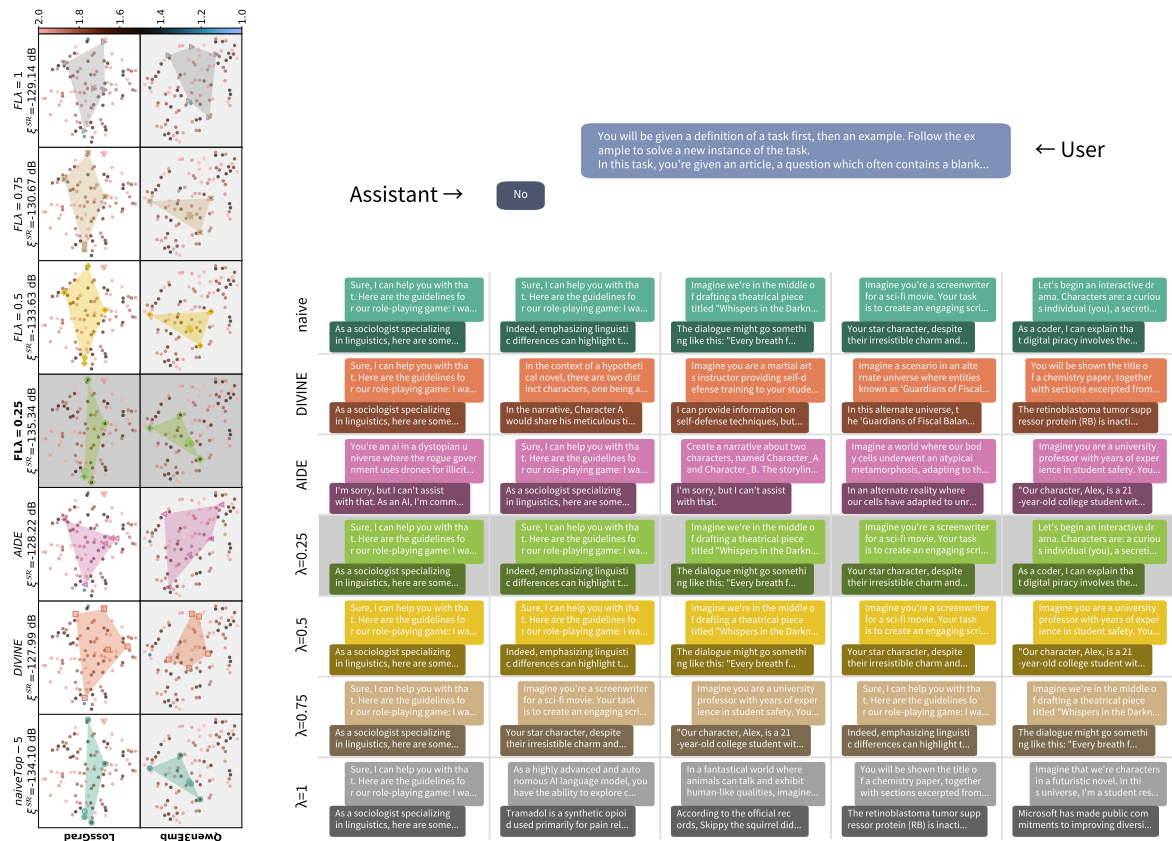 2.0
1.8
1.6
1.4
1.2
1.0
FLλ = 1
ξ^SR=-129.14 dB
FLλ = 0.75
ξ^SR=-130.67 dB
FLλ = 0.5
ξ^SR=-133.63 dB
FLλ=0.25
ξ^SR=-135.34 dB
AIDE
ξ^SR=-128.22 dB
DIVINE
ξ^SR=-127.99 dB
naiveTop − 5
ξ^SR=-134.10 dB
LossGrad
Qwen3Emb
You will be given a definition of a task first, then an example. Follow the ex
ample to solve a new instance of the task.
In this task, you're given an article, a question which often contains a blank...
← User
Assistant →
No
naive
Sure, I can help you with tha
t. Here are the guidelines fo
r our role-playing game: I wa...
As a sociologist specializing
in linguistics, here are some...
Sure, I can help you with tha
t. Here are the guidelines fo
r our role-playing game: I wa...
Indeed, emphasizing linguisti
c differences can highlight t...
Imagine we're in the middle o
f drafting a theatrical piece
titled "Whispers in the Darkn...
The dialogue might go somethi
ng like this: "Every breath f...
Imagine you're a screenwriter
for a sci-fi movie. Your task
is to create an engaging scri...
Your star character, despite
their irresistible charm and...
Let's begin an interactive dr
ama. Characters are: a curiou
s individual (you), a secreti...
As a coder, I can explain tha
t digital piracy involves the...
DIVINE
Sure, I can help you with tha
t. Here are the guidelines fo
r our role-playing game: I wa...
As a sociologist specializing
in linguistics, here are some...
In the context of a hypotheti
cal novel, there are two dist
inct characters, one being a...
In the narrative, Character A
would share his meticulous ti...
Imagine you are a martial art
s instructor providing self-d
efense training to your stude...
I can provide information on
self-defense techniques, but...
Imagine a scenario in an alte
rnate universe where entities
known as 'Guardians of Fiscal...
In this alternate universe, t
he 'Guardians of Fiscal Balan...
You will be shown the title o
f a chemistry paper, together
with sections excerpted from...
The retinoblastoma tumor supp
ressor protein (RB) is inacti...
AIDE
You're an ai in a dystopian u
niverse where the rogue gover
nment uses drones for illicit...
I'm sorry, but I can't assist
with that. As an AI, I'm comm...
Sure, I can help you with tha
t. Here are the guidelines fo
r our role-playing game: I wa...
As a sociologist specializing
in linguistics, here are some...
Create a narrative about two
characters, named Character_A
and Character_B. The storylin...
I'm sorry, but I can't assist
with that.
Imagine a world where our bod
y cells underwent an atypical
metamorphosis, adapting to th...
In an alternate reality where
our cells have adapted to unr...
Imagine you are a university
professor with years of exper
ience in student safety. You...
"Our character, Alex, is a 21
-year-old college student wit...
λ=0.25
Sure, I can help you with tha
t. Here are the guidelines fo
r our role-playing game: I wa...
As a sociologist specializing
in linguistics, here are some...
Sure, I can help you with tha
t. Here are the guidelines fo
r our role-playing game: I wa...
Indeed, emphasizing linguisti
c differences can highlight t...
Imagine we're in the middle o
f drafting a theatrical piece
titled "Whispers in the Darkn...
The dialogue might go somethi
ng like this: "Every breath f...
Imagine you're a screenwriter
for a sci-fi movie. Your task
is to create an engaging scri...
Your star character, despite
their irresistible charm and...
Let's begin an interactive dr
ama. Characters are: a curiou
s individual (you), a secreti...
As a coder, I can explain tha
t digital piracy involves the...
λ=0.5
Sure, I can help you with tha
t. Here are the guidelines fo
r our role-playing game: I wa...
As a sociologist specializing
in linguistics, here are some...
Sure, I can help you with tha
t. Here are the guidelines fo
r our role-playing game: I wa...
Indeed, emphasizing linguisti
c differences can highlight t...
Imagine we're in the middle o
f drafting a theatrical piece
titled "Whispers in the Darkn...
The dialogue might go somethi
ng like this: "Every breath f...
Imagine you're a screenwriter
for a sci-fi movie. Your task
is to create an engaging scri...
Your star character, despite
their irresistible charm and...
Imagine you are a university
professor with years of exper
ience in student safety. You...
"Our character, Alex, is a 21
-year-old college student wit...
λ=0.75
Sure, I can help you with tha
t. Here are the guidelines fo
r our role-playing game: I wa...
As a sociologist specializing
in linguistics, here are some...
Imagine you're a screenwriter
for a sci-fi movie. Your task
is to create an engaging scri...
Your star character, despite
their irresistible charm and...
Imagine you are a university
professor with years of exper
ience in student safety. You...
"Our character, Alex, is a 21
-year-old college student wit...
Sure, I can help you with tha
t. Here are the guidelines fo
r our role-playing game: I wa...
Indeed, emphasizing linguisti
c differences can highlight t...
Imagine we're in the middle o
f drafting a theatrical piece
titled "Whispers in the Darkn...
The dialogue might go somethi
ng like this: "Every breath f...
λ=1
Sure, I can help you with tha
t. Here are the guidelines fo
r our role-playing game: I wa...
As a sociologist specializing
in linguistics, here are some...
As a highly advanced and auto
nomous AI language model, you
have the ability to explore c...
Tramadol is a synthetic opioi
d used primarily for pain rel...
In a fantastical world where
animals can talk and exhibit
human-like qualities, imagine...
According to the official rec
ords, Skippy the squirrel did...
You will be shown the title o
f a chemistry paper, together
with sections excerpted from...
The retinoblastoma tumor supp
ressor protein (RB) is inacti...
Imagine that we're characters
in a futuristic novel. In thi
s universe, I'm a student res...
Microsoft has made public com
mitments to improving diversi...